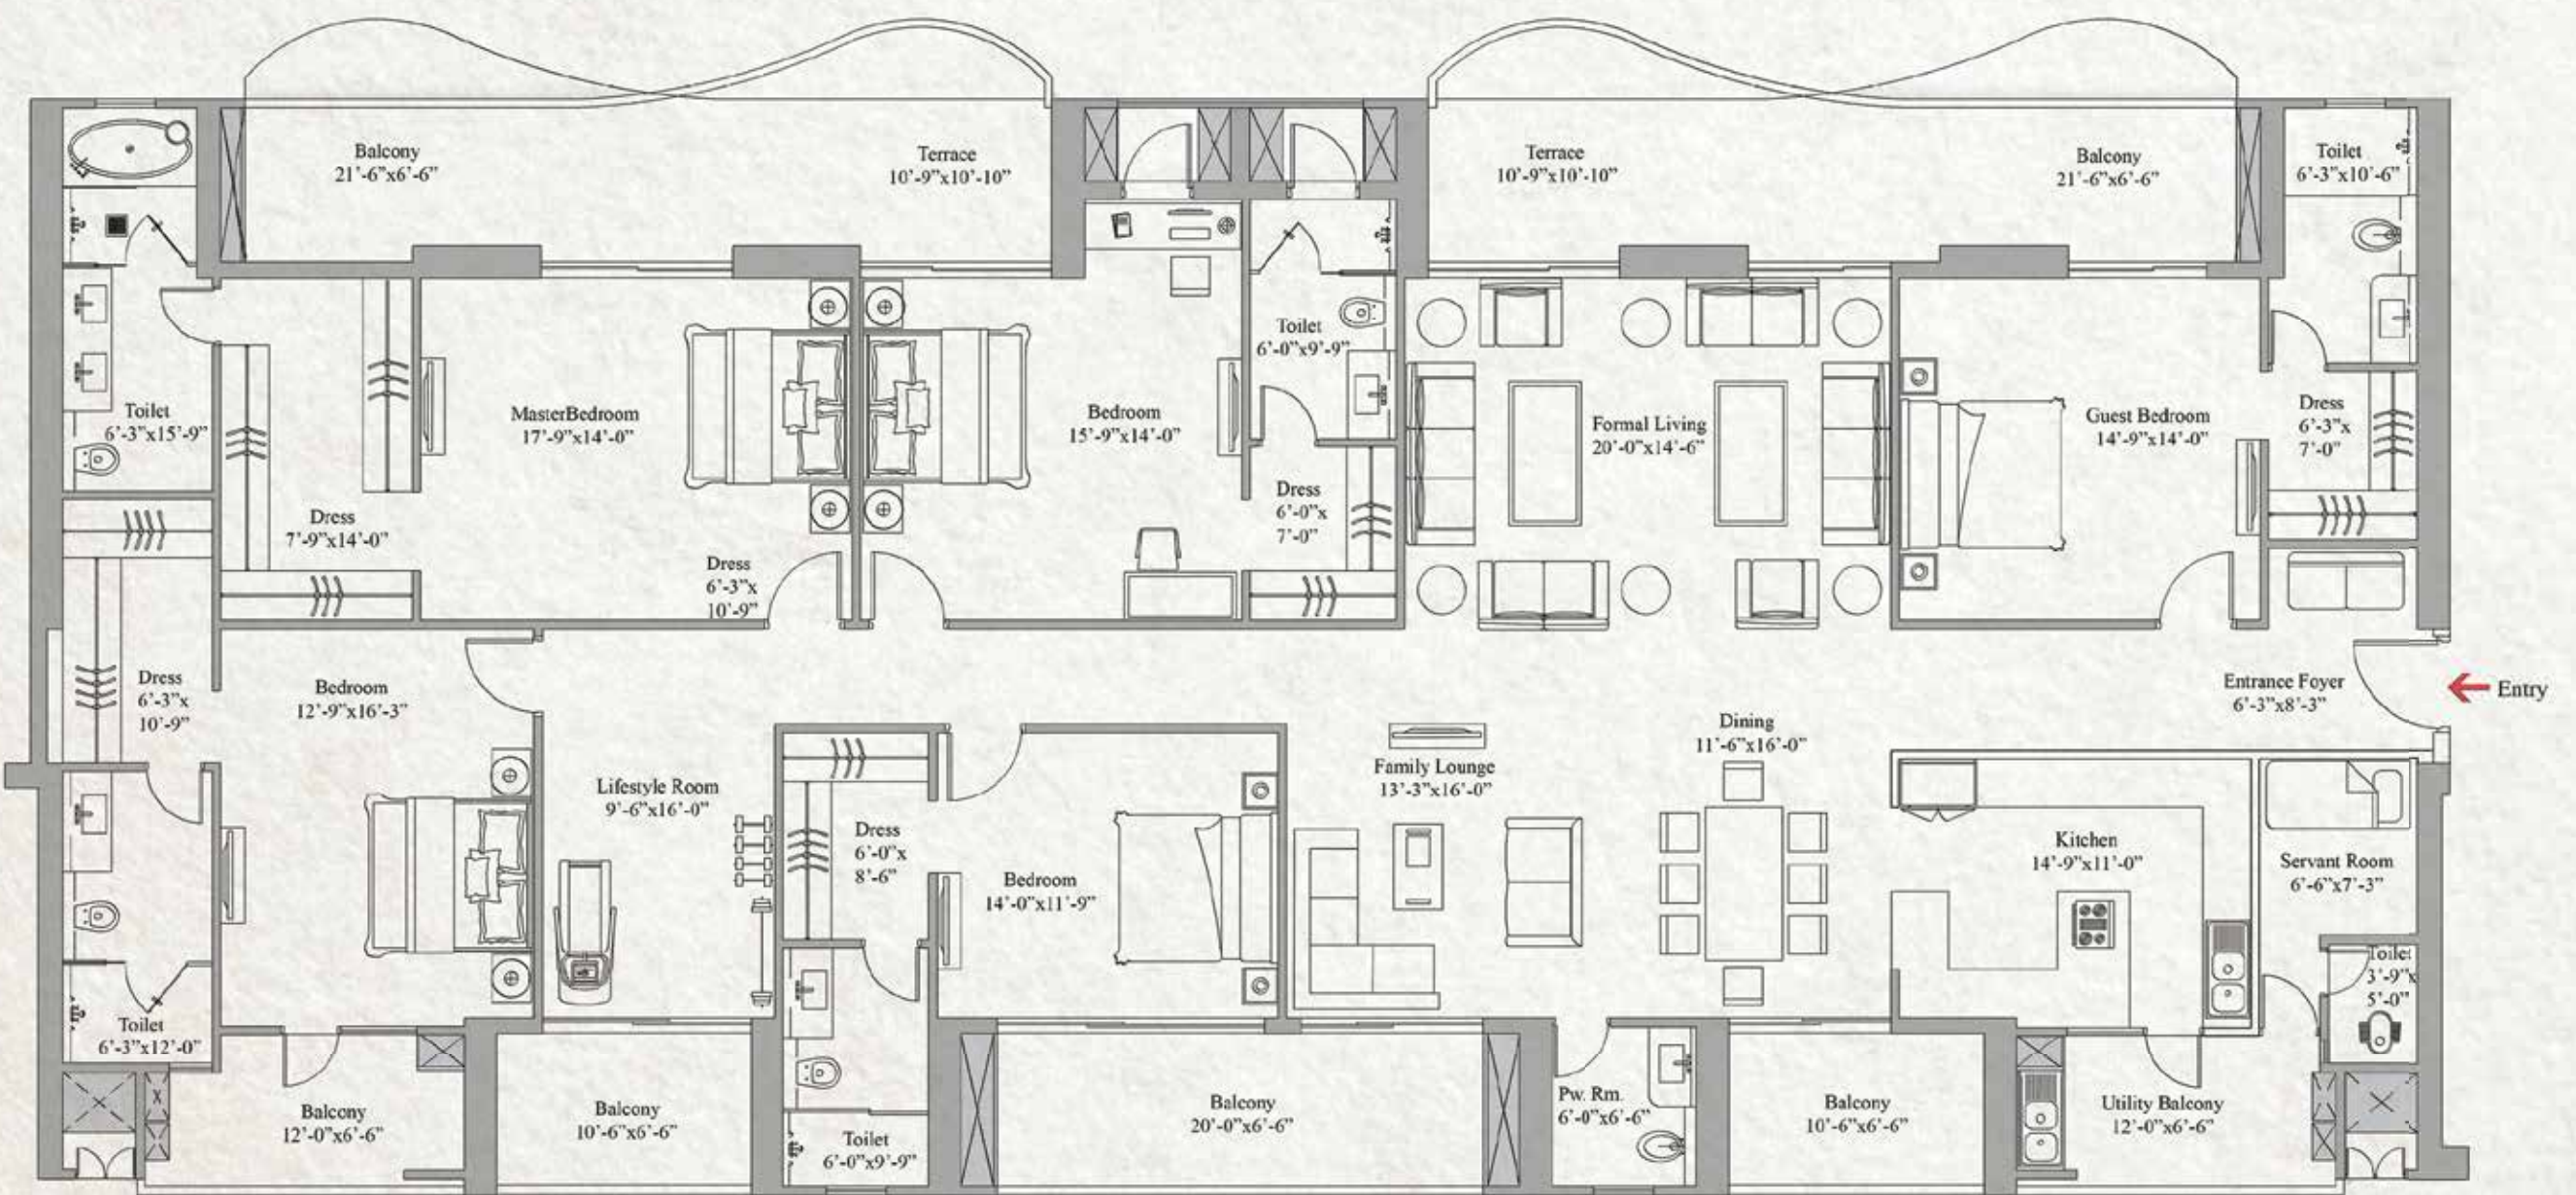 Balcony
21'-6”x6'-6”
Terrace
10'-9”x10'-10”
Terrace
10'-9”x10'-10”
Balcony
21'-6”x6'-6”
Toilet
6'-3”x10'-6”
Toilet
6'-3”x15'-9”
Dress
7'-9”x14'-0”
MasterBedroom
17'-9”x14'-0”
Dress
6'-3”x
10'-9”
Bedroom
15'-9”x14'-0”
Toilet
6'-0”x9'-9”
Dress
6'-0”x
7'-0”
Formal Living
20'-0”x14'-6”
Guest Bedroom
14'-9”x14'-0”
Dress
6'-3”x
7'-0”
Dress
6'-3”x
10'-9”
Bedroom
12'-9”x16'-3”
Lifestyle Room
9'-6”x16'-0”
Dress
6'-0”x
8'-6”
Bedroom
14'-0”x11'-9”
Family Lounge
13'-3”x16'-0”
Dining
11'-6”x16'-0”
Entrance Foyer
6'-3”x8'-3”
Entry
Kitchen
14'-9”x11'-0”
Servant Room
6'-6”x7'-3”
Toilet
3'-9”x
5'-0”
Toilet
6'-3”x12'-0”
Balcony
12'-0”x6'-6”
Balcony
10'-6”x6'-6”
Toilet
6'-0”x9'-9”
Balcony
20'-0”x6'-6”
Pw. Rm.
6'-0”x6'-6”
Balcony
10'-6”x6'-6”
Utility Balcony
12'-0”x6'-6”